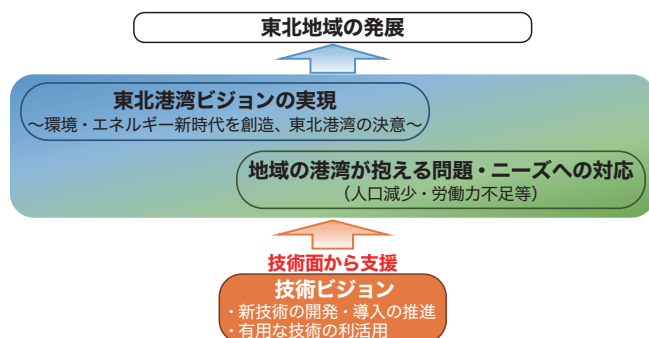 東北地域の発展
東北港湾ビジョンの実現
～環境・エネルギー新時代を創造、東北港湾の決意～
地域の港湾が抱える問題・ニーズへの対応
（人口減少・労働力不足等）
技術面から支援
技術ビジョン
・新技術の開発・導入の推進
・有用な技術の利活用